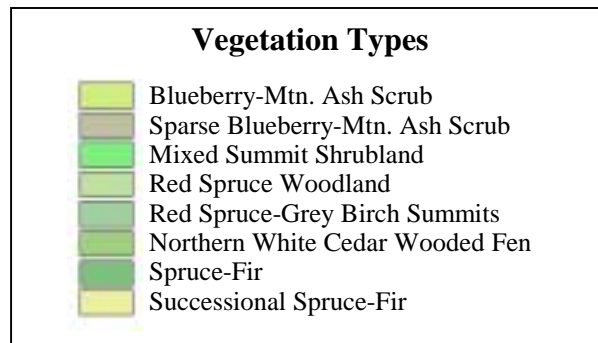 Vegetation Types
Blueberry-Mtn. Ash Scrub
Sparse Blueberry-Mtn. Ash Scrub
Mixed Summit Shrubland
Red Spruce Woodland
Red Spruce-Grey Birch Summits
Northern White Cedar Wooded Fen
Spruce-Fir
Successional Spruce-Fir